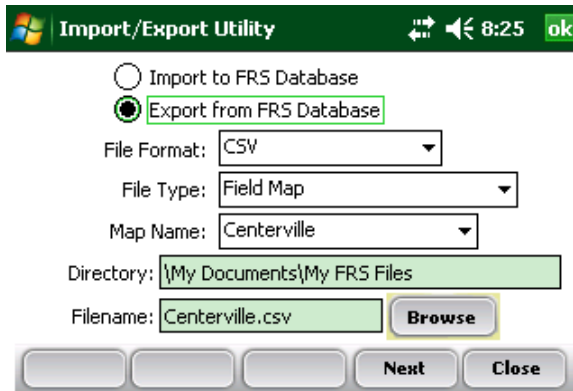 Import/Export Utility 8:25 ok
Import to FRS Database
Export from FRS Database
File Format: CSV
File Type: Field Map
Map Name: Centerville
Directory: \My Documents\My FRS Files
Filename: Centerville.csv Browse
Next Close